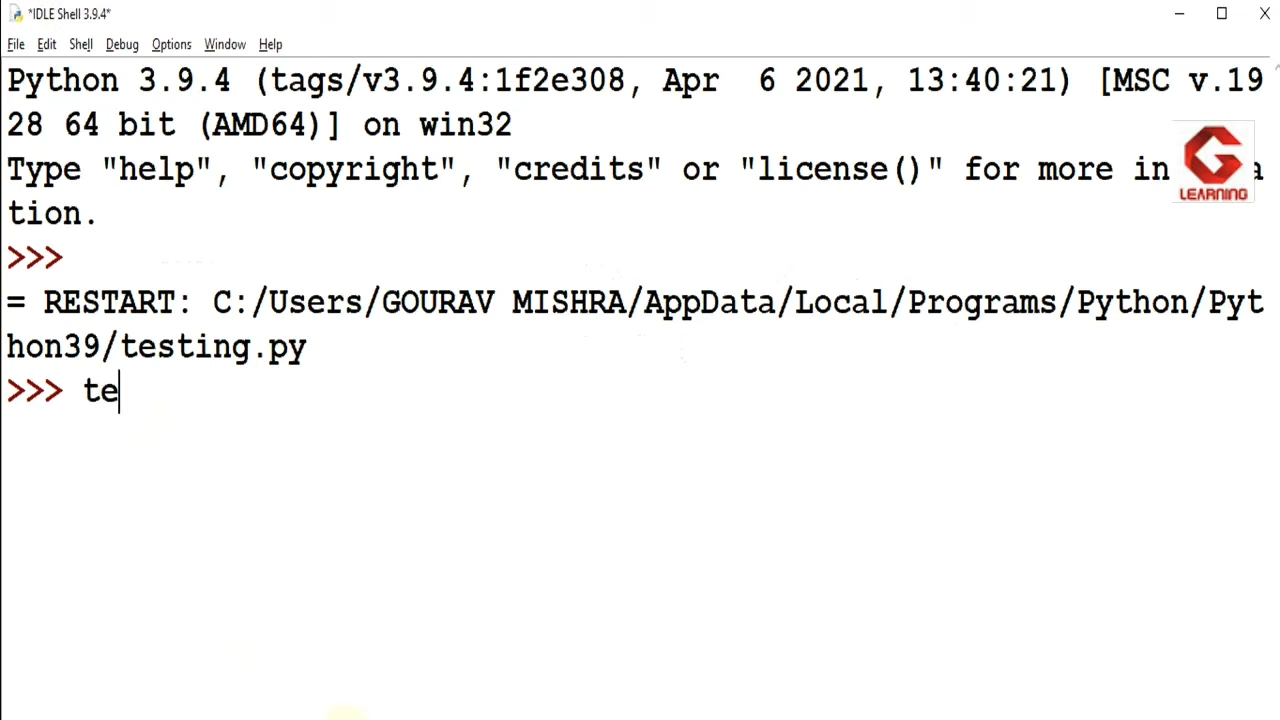 *IDLE Shell 3.9.4*
File Edit Shell Debug Options Window Help
Python 3.9.4 (tags/v3.9.4:1f2e308, Apr  6 2021, 13:40:21) [MSC v.19
28 64 bit (AMD64)] on win32
Type "help", "copyright", "credits" or "license()" for more in a
tion.
G LEARNING
>>>
= RESTART: C:/Users/GOURAV MISHRA/AppData/Local/Programs/Python/Pyt
hon39/testing.py
>>> te